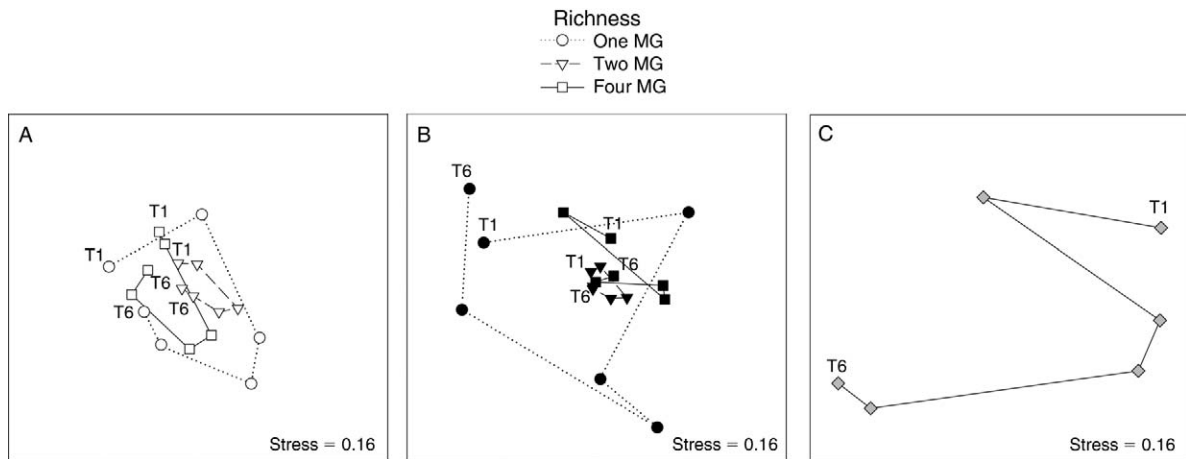 Richness
One MG
Two MG
Four MG
A
T1
T1
T1
T6
T6
T6
Stress = 0.16
B
T6
T1
T1
T1
T6
T6
Stress = 0.16
C
T1
T6
Stress = 0.16